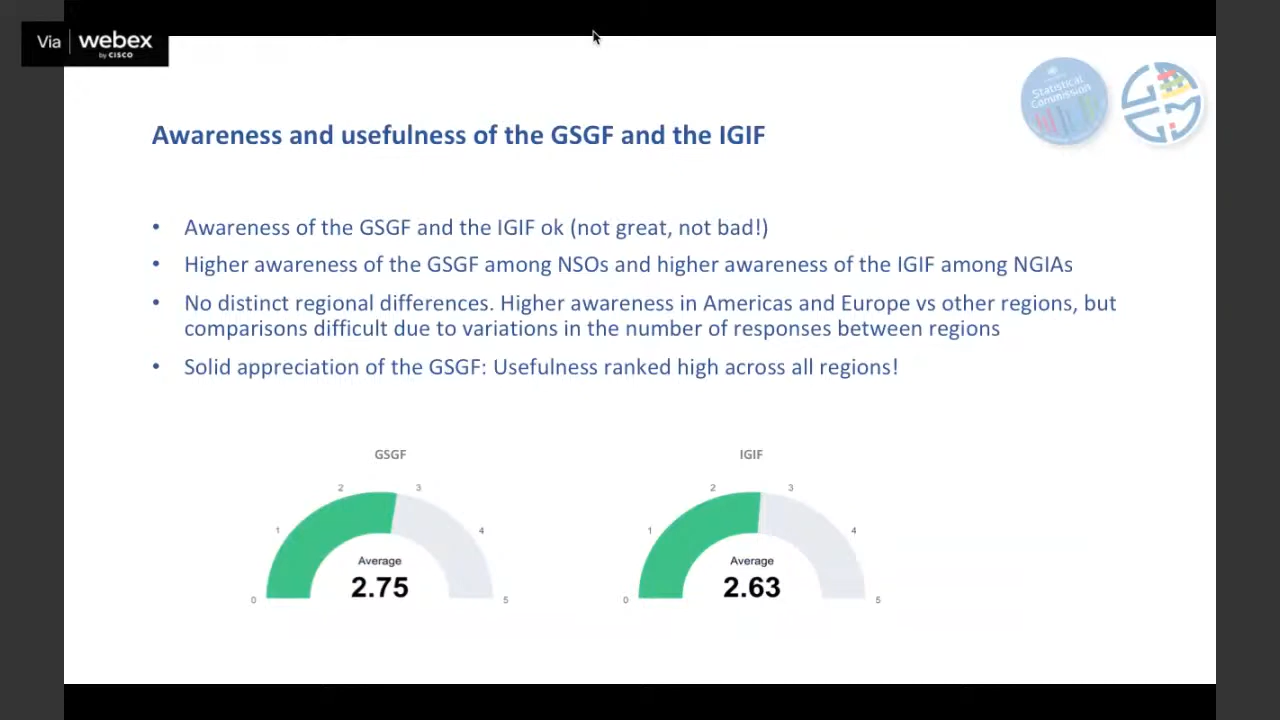 Via webex
by CISCO
Statistical
Commission
Awareness and usefulness of the GSGF and the IGIF
• Awareness of the GSGF and the IGIF ok (not great, not bad!)
• Higher awareness of the GSGF among NSOs and higher awareness of the IGIF among NGIAs
• No distinct regional differences. Higher awareness in Americas and Europe vs other regions, but
comparisons difficult due to variations in the number of responses between regions
• Solid appreciation of the GSGF: Usefulness ranked high across all regions!
GSGF
0
1
2
3
4
5
Average
2.75
IGIF
0
1
2
3
4
5
Average
2.63